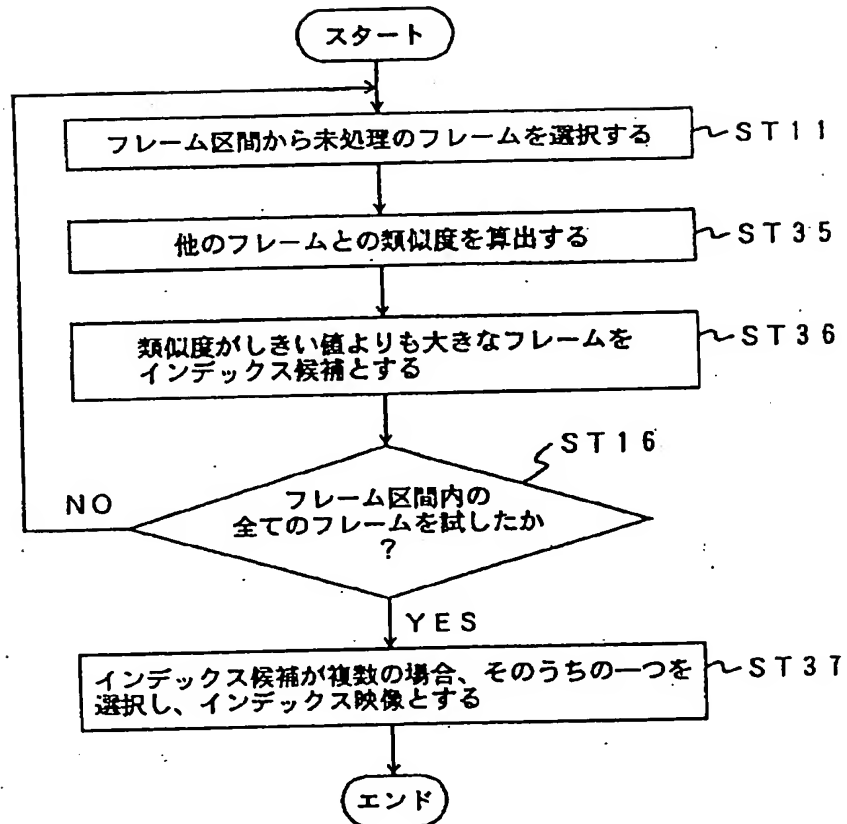 スタート
フレーム区間から未処理のフレームを選択する
ST11
他のフレームとの類似度を算出する
ST35
類似度がしきい値よりも大きなフレームを
インデックス候補とする
ST36
ST16
フレーム区間内の
全てのフレームを試したか
?
NO
YES
インデックス候補が複数の場合、そのうちの一つを
選択し、インデックス映像とする
ST37
エンド